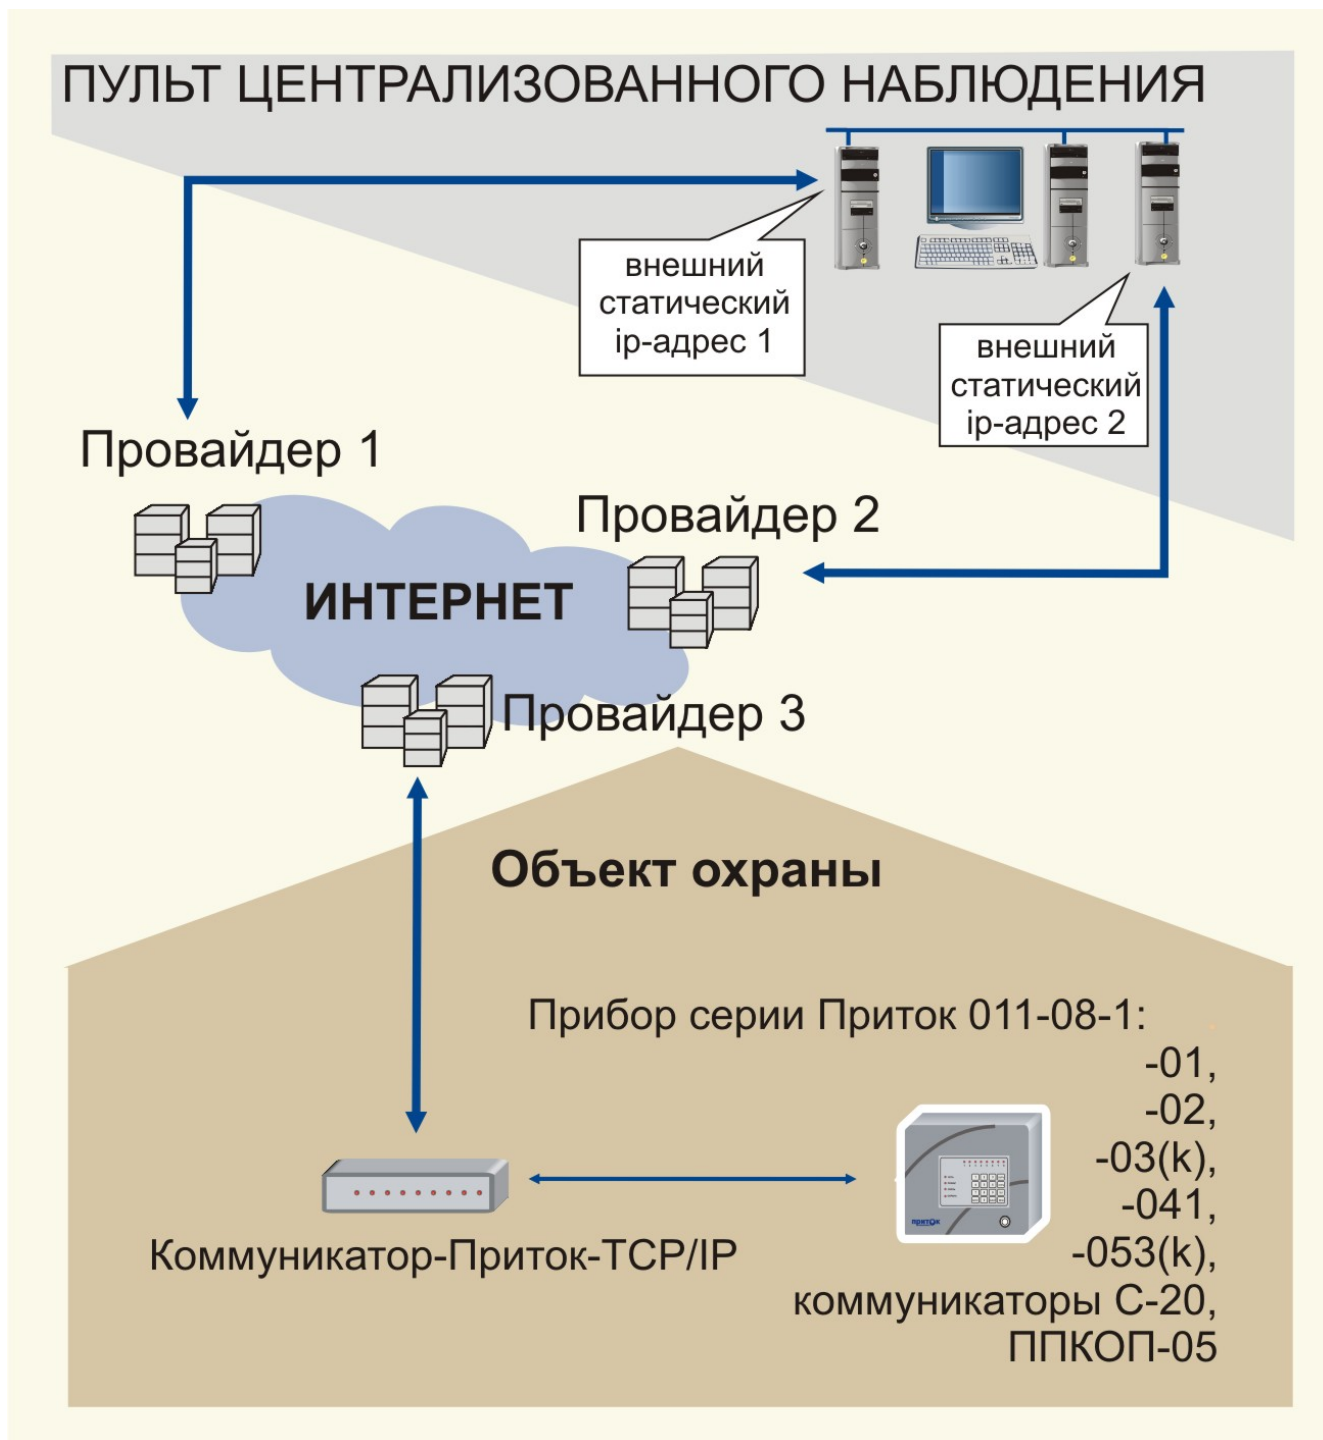 ПУЛЬТ ЦЕНТРАЛИЗОВАННОГО НАБЛЮДЕНИЯ
внешний
статический
ip-адрес 1
внешний
статический
ip-адрес 2
Провайдер 1
Провайдер 2
ИНТЕРНЕТ
Провайдер 3
Объект охраны
Прибор серии Приток 011-08-1:
-01,
-02,
-03(k),
-041,
-053(k),
коммуникаторы С-20,
ППКОП-05
приток
Коммуникатор-Приток-TCP/IP